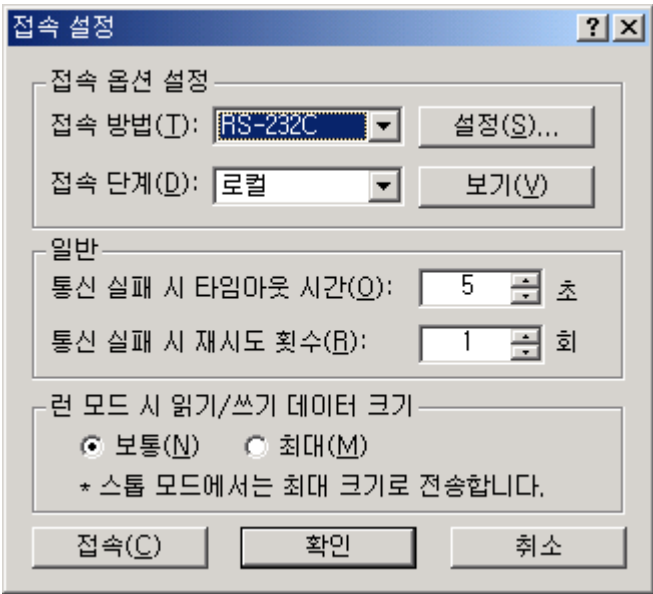 접속 설정
접속 옵션 설정
접속 방법(T): RS-232C 설정(S)...
접속 단계(D): 로컬 보기(V)
일반
통신 실패 시 타임아웃 시간(O): 5 초
통신 실패 시 재시도 횟수(R): 1 회
런 모드 시 읽기/쓰기 데이터 크기
보통(N) 최대(M)
* 스톱 모드에서는 최대 크기로 전송합니다.
접속(C) 확인 취소